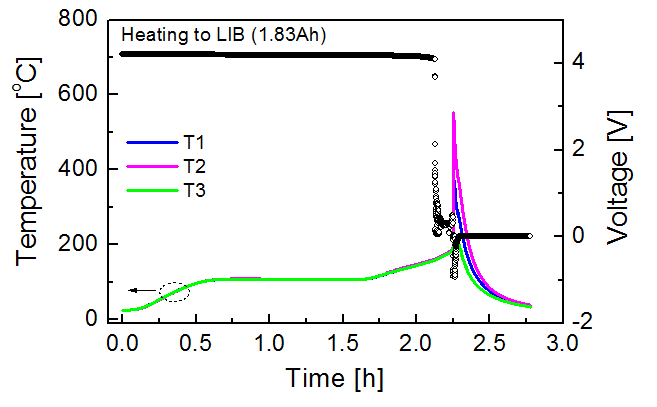 Heating to LIB (1.83Ah)
800
600
400
200
0
Temperature [°C]
T1
T2
T3
4
2
0
-2
Voltage [V]
0.0 0.5 1.0 1.5 2.0 2.5 3.0
Time [h]